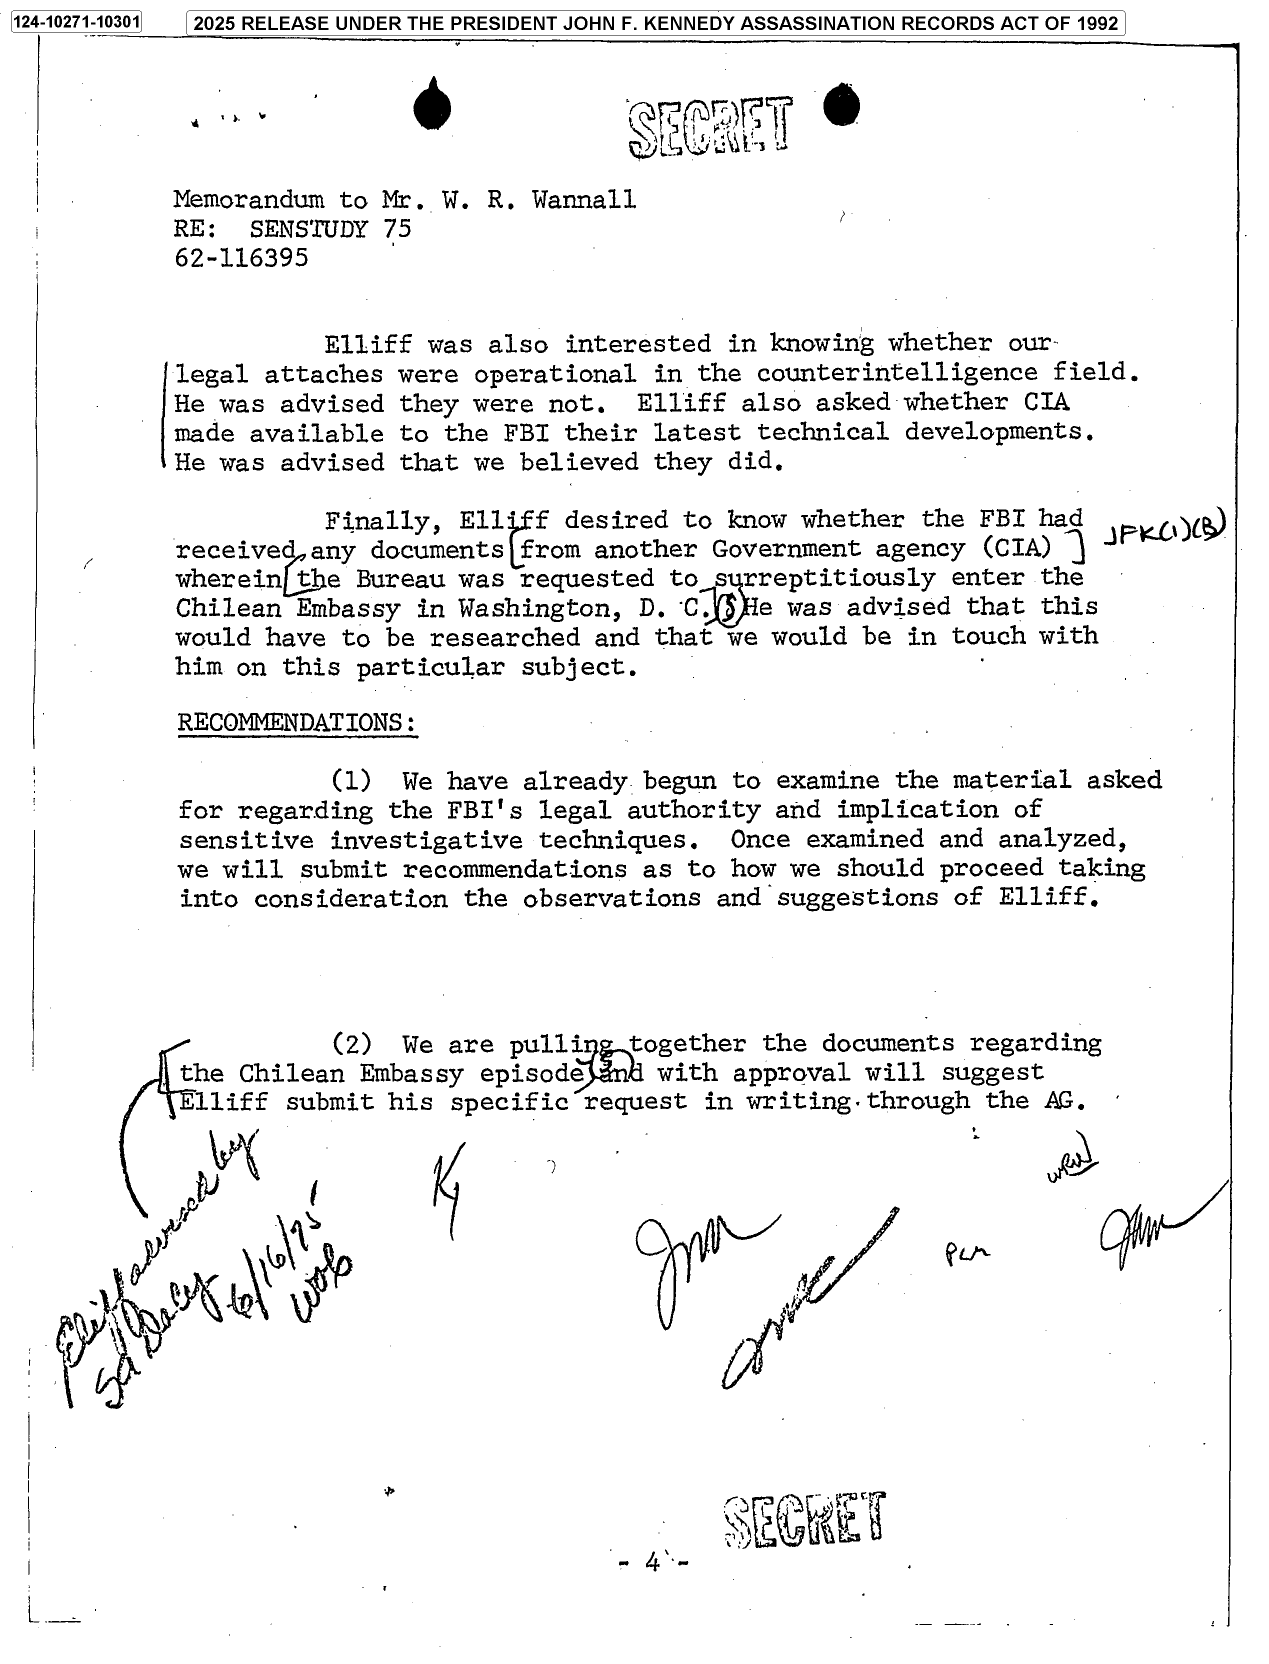 124-10271-10301
2025 RELEASE UNDER THE PRESIDENT JOHN F. KENNEDY ASSASSINATION RECORDS ACT OF 1992
SECRET
Memorandum to Mr. W. R. Wannall
RE: SENSTUDY 75
62-116395
Elliff was also interested in knowing whether our
legal attaches were operational in the counterintelligence field.
He was advised they were not. Elliff also asked whether CIA
made available to the FBI their latest technical developments.
He was advised that we believed they did.
Finally, Elliff desired to know whether the FBI had
received any documents [from another Government agency (CIA) ] JFK(1)(B)
wherein [the Bureau was requested to surreptitiously enter the
Chilean Embassy in Washington, D. C.] (S) He was advised that this
would have to be researched and that we would be in touch with
him on this particular subject.
RECOMMENDATIONS:
(1) We have already begun to examine the material asked
for regarding the FBI's legal authority and implication of
sensitive investigative techniques. Once examined and analyzed,
we will submit recommendations as to how we should proceed taking
into consideration the observations and suggestions of Elliff.
(2) We are pulling together the documents regarding
the Chilean Embassy episode and with approval will suggest
Elliff submit his specific request in writing through the AG.
Eliff advised by
SA Daly 6/16/75
WRW
PLM
SECRET
- 4 -